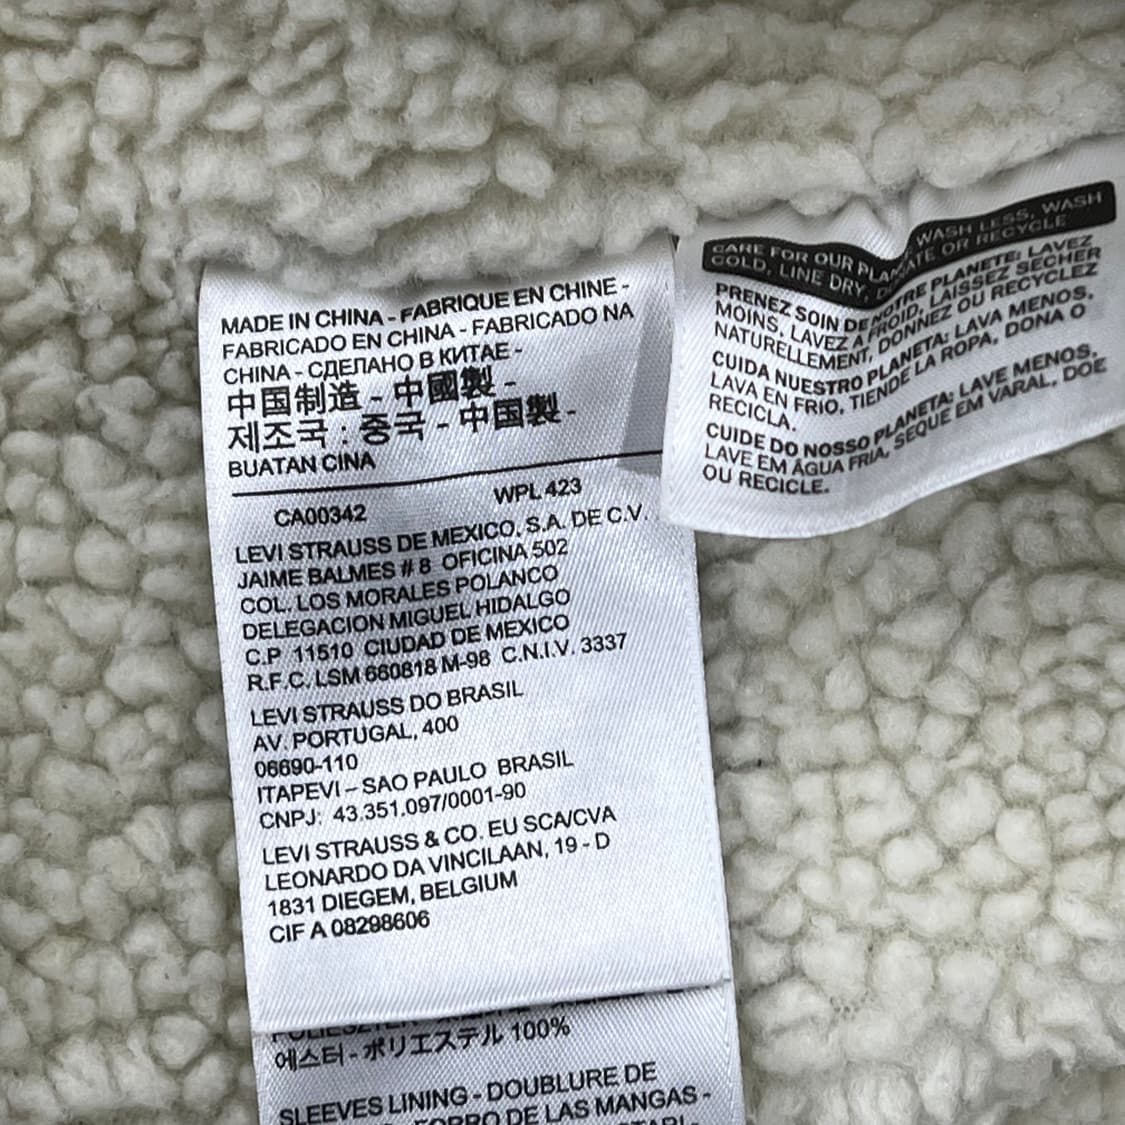 MADE IN CHINA - FABRIQUE EN CHINE -
FABRICADO EN CHINA - FABRICADO NA
CHINA - СДЕЛАНО В КИТАЕ -
中国制造 - 中國製 -
제조국 : 중국 - 中国製 -
BUATAN CINA
CA00342 WPL 423
LEVI STRAUSS DE MEXICO, S.A. DE C.V.
JAIME BALMES # 8 OFICINA 502
COL. LOS MORALES POLANCO
DELEGACION MIGUEL HIDALGO
C.P 11510 CIUDAD DE MEXICO
R.F.C. LSM 660818 M-98 C.N.I.V. 3337
LEVI STRAUSS DO BRASIL
AV. PORTUGAL, 400
06690-110
ITAPEVI – SAO PAULO BRASIL
CNPJ: 43.351.097/0001-90
LEVI STRAUSS & CO. EU SCA/CVA
LEONARDO DA VINCILAAN, 19 - D
1831 DIEGEM, BELGIUM
CIF A 08298606
에스터 - ポリエステル 100%
SLEEVES LINING - DOUBLURE DE
FORRO DE LAS MANGAS -
CARE FOR OUR PLANET: WASH LESS, WASH
COLD, LINE DRY, DONATE OR RECYCLE
PRENEZ SOIN DE NOTRE PLANETE: LAVEZ
MOINS, LAVEZ A FROID, LAISSEZ SECHER
NATURELLEMENT, DONNEZ OU RECYCLEZ
CUIDA NUESTRO PLANETA: LAVA MENOS,
LAVA EN FRIO, TIENDE LA ROPA, DONA O
RECICLA.
CUIDE DO NOSSO PLANETA: LAVE MENOS,
LAVE EM ÁGUA FRIA, SEQUE EM VARAL, DOE
OU RECICLE.